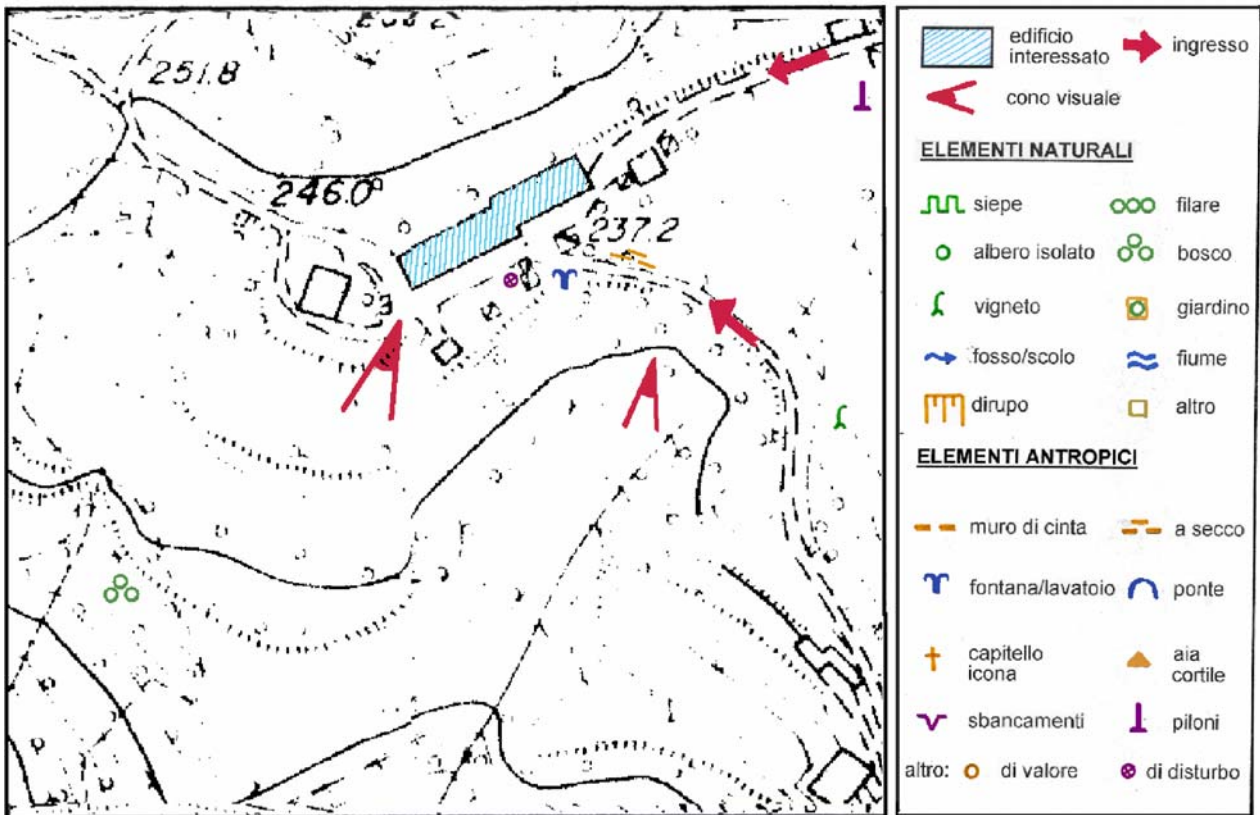 251.8
246.0
237.2
edificio interessato
ingresso
cono visuale
ELEMENTI NATURALI
siepe
filare
albero isolato
bosco
vigneto
giardino
fosso/scolo
fiume
dirupo
altro
ELEMENTI ANTROPICI
muro di cinta
a secco
fontana/lavatoio
ponte
capitello icona
aia cortile
sbancamenti
piloni
altro:
di valore
di disturbo